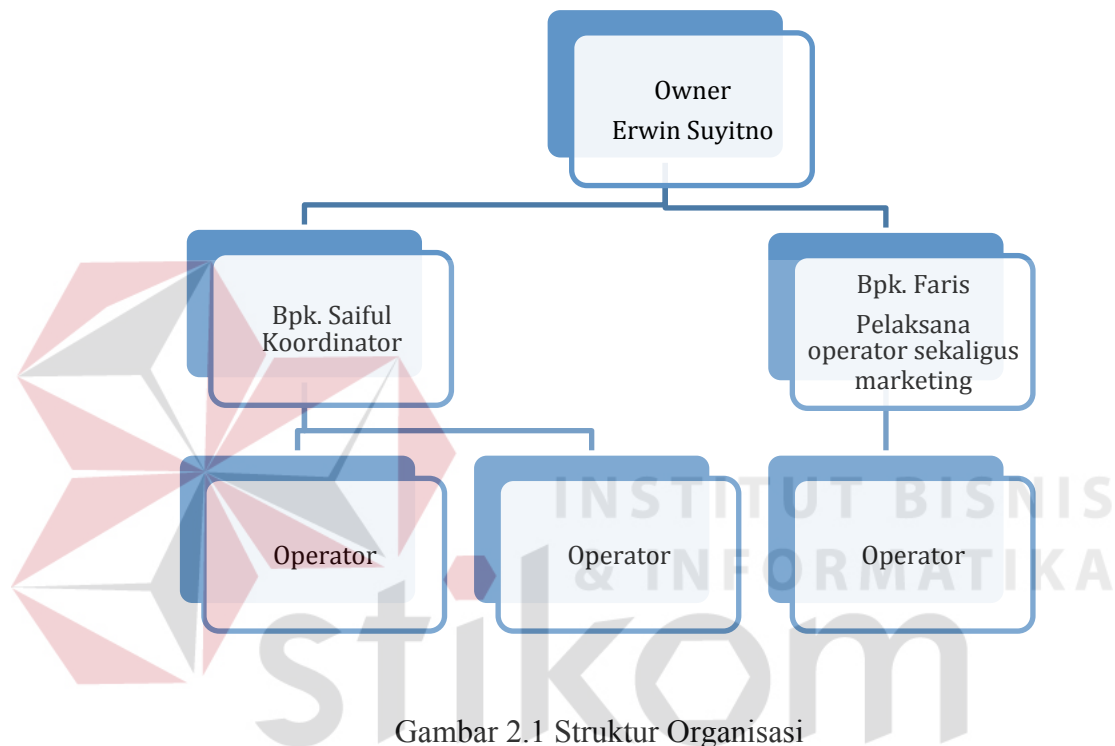 Owner
Erwin Suyitno
Bpk. Saiful
Koordinator
Bpk. Faris
Pelaksana
operator sekaligus
marketing
Operator
Operator
Operator
INSTITUT BISNIS
& INFORMATIKA
stikom
Gambar 2.1 Struktur Organisasi